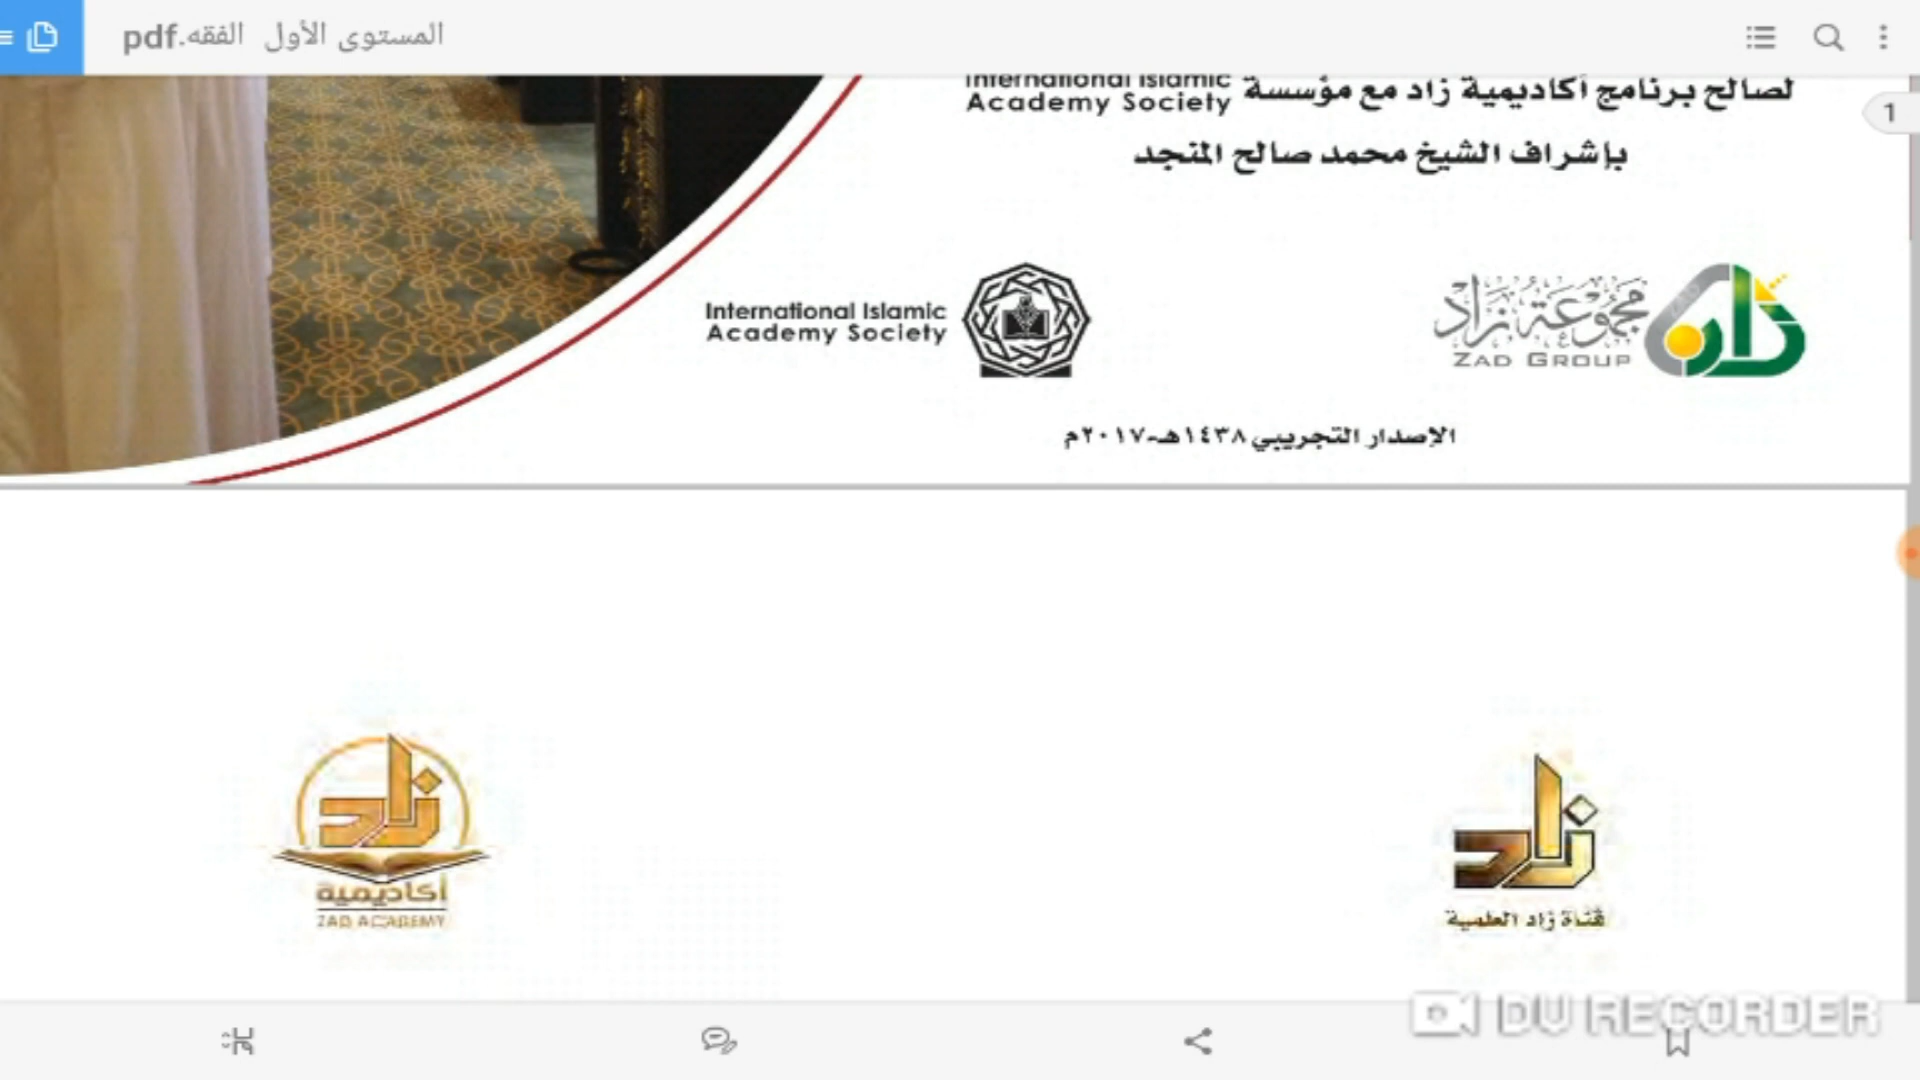 المستوى الأول الفقه.pdf
لصالح برنامج أكاديمية زاد مع مؤسسة International Islamic
Academy Society
1
بإشراف الشيخ محمد صالح المنجد
International Islamic
Academy Society
مجموعة زاد
ZAD GROUP
الإصدار التجريبي ١٤٣٨هـ-٢٠١٧م
زاد
أكاديمية
ZAD ACADEMY
زاد
قناة زاد العلمية
DU RECORDER